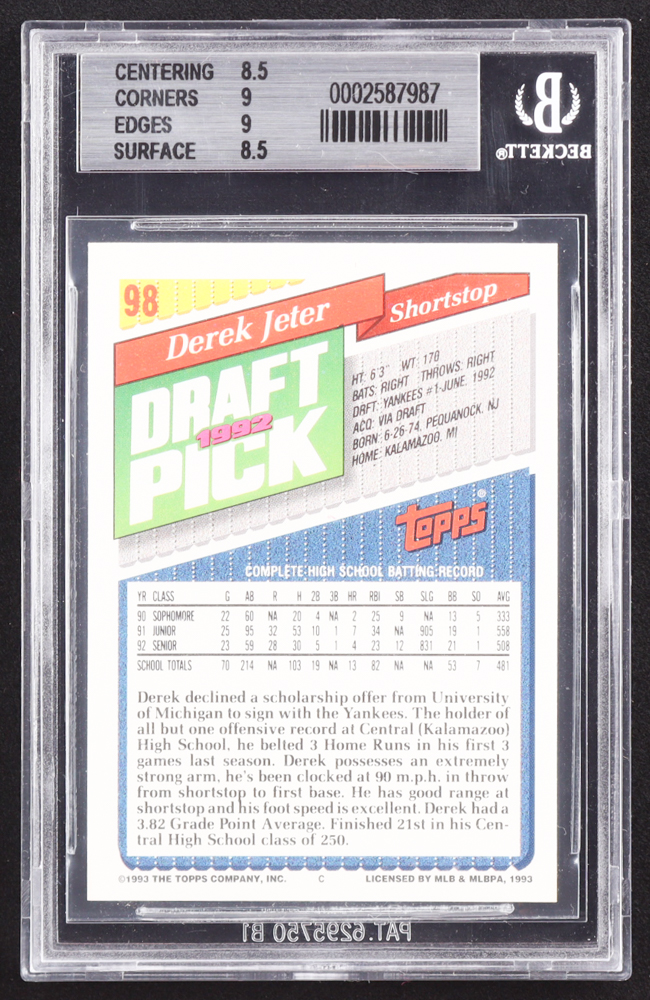 CENTERING 8.5
CORNERS 9
EDGES 9
SURFACE 8.5
0002587987
B
BECKETT®
98
Derek Jeter
Shortstop
DRAFT
1992
PICK
HT: 6'3" WT: 170
BATS: RIGHT THROWS: RIGHT
DRFT: YANKEES #1-JUNE, 1992
ACQ: VIA DRAFT
BORN: 6-26-74, PEQUANOCK, NJ
HOME: KALAMAZOO, MI
Topps®
COMPLETE HIGH SCHOOL BATTING RECORD
YR CLASS G AB R H 2B 3B HR RBI SB SLG BB SO AVG
90 SOPHOMORE 22 60 NA 20 4 NA 2 25 9 NA 13 5 .333
91 JUNIOR 25 95 32 53 10 1 7 34 NA .905 19 1 .558
92 SENIOR 23 59 28 30 5 1 4 23 12 .831 21 1 .508
SCHOOL TOTALS 70 214 NA 103 19 NA 13 82 NA NA 53 7 .481
Derek declined a scholarship offer from University
of Michigan to sign with the Yankees. The holder of
all but one offensive record at Central (Kalamazoo)
High School, he belted 3 Home Runs in his first 3
games last season. Derek possesses an extremely
strong arm, he's been clocked at 90 m.p.h. in throw
from shortstop to first base. He has good range at
shortstop and his foot speed is excellent. Derek had a
3.82 Grade Point Average. Finished 21st in his Cen-
tral High School class of 250.
©1993 THE TOPPS COMPANY, INC. C LICENSED BY MLB & MLBPA, 1993
PAT. 6295750 B1